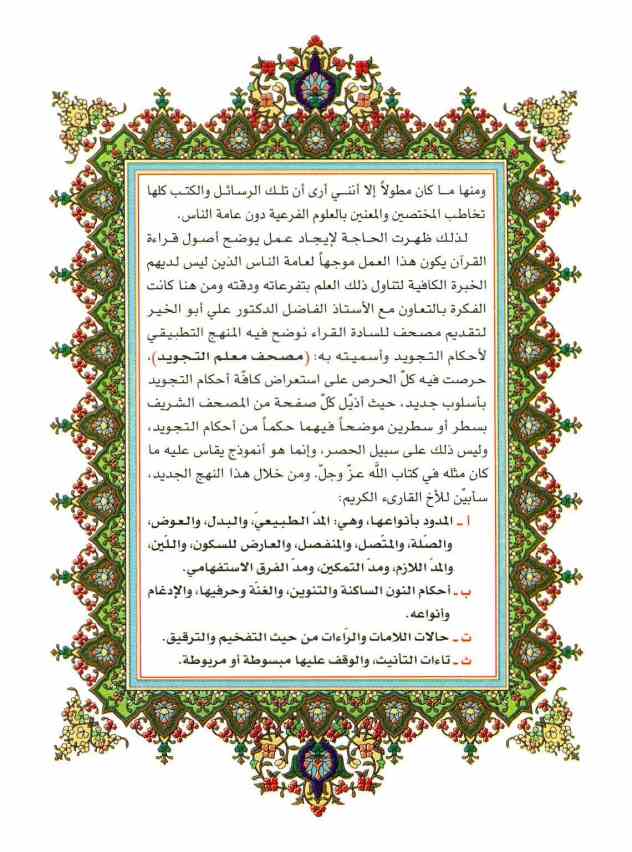 ومنها ما كان مطولاً إلا أنني أرى أن تلك الرسائل والكتب كلها
تخاطب المختصين والمعنين بالعلوم الفرعية دون عامة الناس.
لذلك ظهرت الحاجة لإيجاد عمل يوضح أصول قراءة
القرآن يكون هذا العمل موجهاً لعامة الناس الذين ليس لديهم
الخبرة الكافية لتناول ذلك العلم بتفرعاته ودقته ومن هنا كانت
الفكرة بالتعاون مع الأستاذ الفاضل الدكتور علي أبو الخير
لتقديم مصحف للسادة القراء نوضح فيه المنهج التطبيقي
لأحكام التجويد وأسميته به: (مصحف معلم التجويد)،
حرصت فيه كلّ الحرص على استعراض كافّة أحكام التجويد
بأسلوب جديد، حيث أذيّل كلّ صفحة من المصحف الشريف
بسطر أو سطرين موضحاً فيهما حكماً من أحكام التجويد،
وليس ذلك على سبيل الحصر، وإنما هو أنموذج يقاس عليه ما
كان مثله في كتاب اللَّه عزّ وجلّ. ومن خلال هذا النهج الجديد،
سأبيّن للأخ القارىء الكريم:
أ ـ المدود بأنواعها، وهي: المدّ الطبيعيّ، والبدل، والعوض،
والصّلة، والمتّصل، والمنفصل، والعارض للسكون، واللّين،
والمدّ اللازم، ومدّ التمكين، ومدّ الفرق الاستفهامي.
ب ـ أحكام النون الساكنة والتنوين، والغنّة وحرفيها، والإدغام
وأنواعه.
ت ـ حالات اللامات والرّاءات من حيث التفخيم والترقيق.
ث ـ تاءات التأنيث، والوقف عليها مبسوطة أو مربوطة.